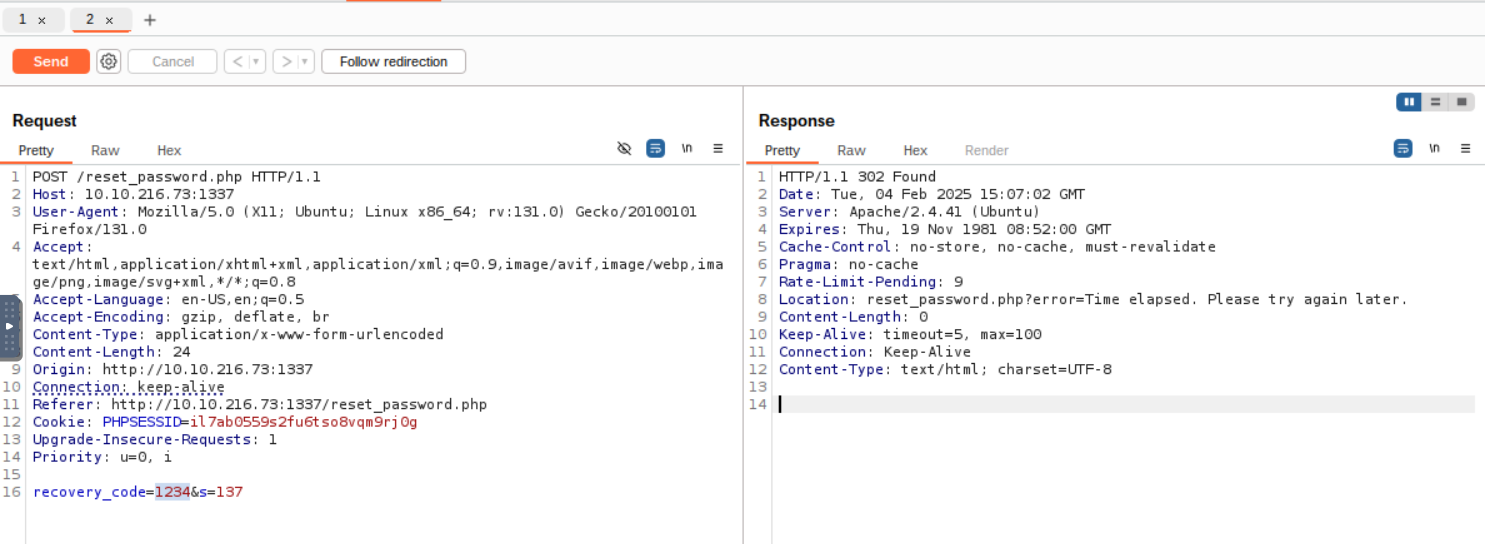 1 × 2 × +
Send Cancel < > Follow redirection
Request
Pretty Raw Hex \n
1 POST /reset_password.php HTTP/1.1
2 Host: 10.10.216.73:1337
3 User-Agent: Mozilla/5.0 (X11; Ubuntu; Linux x86_64; rv:131.0) Gecko/20100101
Firefox/131.0
4 Accept:
text/html,application/xhtml+xml,application/xml;q=0.9,image/avif,image/webp,ima
ge/png,image/svg+xml,*/*;q=0.8
Accept-Language: en-US,en;q=0.5
Accept-Encoding: gzip, deflate, br
Content-Type: application/x-www-form-urlencoded
Content-Length: 24
9 Origin: http://10.10.216.73:1337
10 Connection: keep-alive
11 Referer: http://10.10.216.73:1337/reset_password.php
12 Cookie: PHPSESSID=il7ab0559s2fu6tso8vqm9rj0g
13 Upgrade-Insecure-Requests: 1
14 Priority: u=0, i
15
16 recovery_code=1234&s=137
Response
Pretty Raw Hex Render \n
1 HTTP/1.1 302 Found
2 Date: Tue, 04 Feb 2025 15:07:02 GMT
3 Server: Apache/2.4.41 (Ubuntu)
4 Expires: Thu, 19 Nov 1981 08:52:00 GMT
5 Cache-Control: no-store, no-cache, must-revalidate
6 Pragma: no-cache
7 Rate-Limit-Pending: 9
8 Location: reset_password.php?error=Time elapsed. Please try again later.
9 Content-Length: 0
10 Keep-Alive: timeout=5, max=100
11 Connection: Keep-Alive
12 Content-Type: text/html; charset=UTF-8
13
14